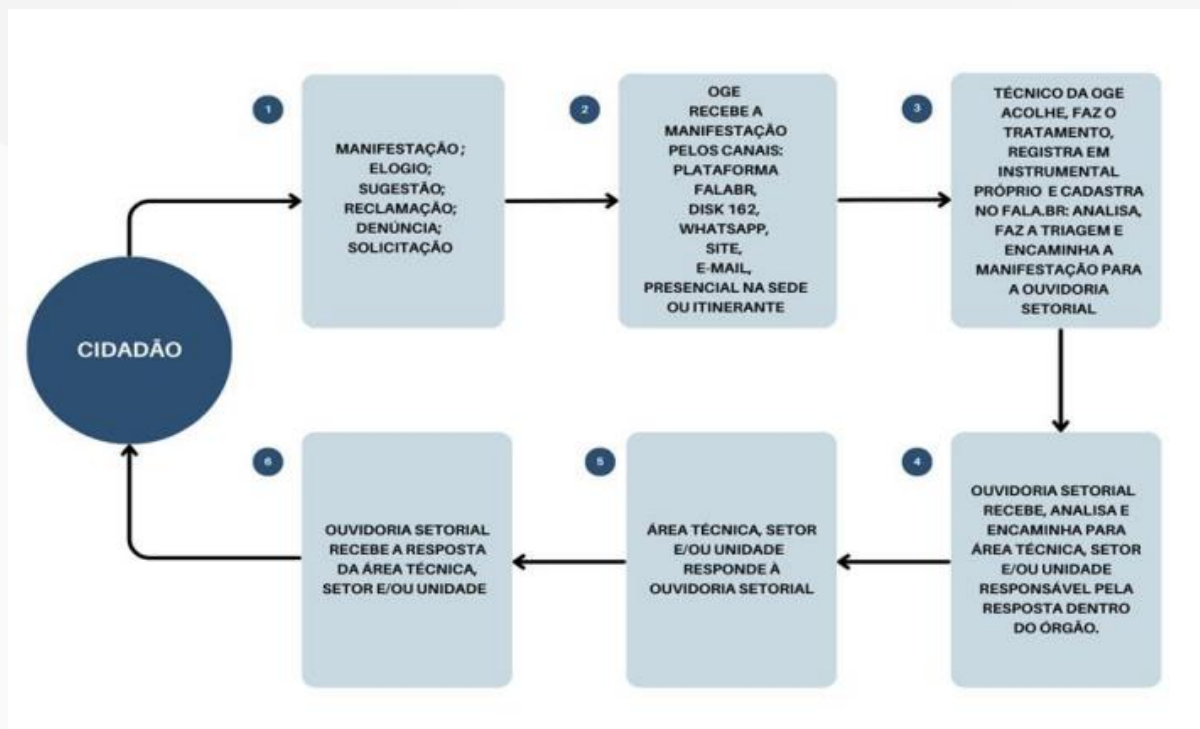 1
MANIFESTAÇÃO;
ELOGIO;
SUGESTÃO;
RECLAMAÇÃO;
DENÚNCIA;
SOLICITAÇÃO
2
OGE
RECEBE A
MANIFESTAÇÃO
PELOS CANAIS:
PLATAFORMA
FALABR,
DISK 162,
WHATSAPP,
SITE,
E-MAIL,
PRESENCIAL NA SEDE
OU ITINERANTE
3
TÉCNICO DA OGE
ACOLHE, FAZ O
TRATAMENTO,
REGISTRA EM
INSTRUMENTAL
PRÓPRIO E CADASTRA
NO FALA.BR: ANALISA,
FAZ A TRIAGEM E
ENCAMINHA A
MANIFESTAÇÃO PARA
A OUVIDORIA
SETORIAL
4
OUVIDORIA SETORIAL
RECEBE, ANALISA E
ENCAMINHA PARA
ÁREA TÉCNICA, SETOR
E/OU UNIDADE
RESPONSÁVEL PELA
RESPOSTA DENTRO
DO ÓRGÃO.
5
ÁREA TÉCNICA, SETOR
E/OU UNIDADE
RESPONDE À
OUVIDORIA SETORIAL
6
OUVIDORIA SETORIAL
RECEBE A RESPOSTA
DA ÁREA TÉCNICA,
SETOR E/OU UNIDADE
CIDADÃO